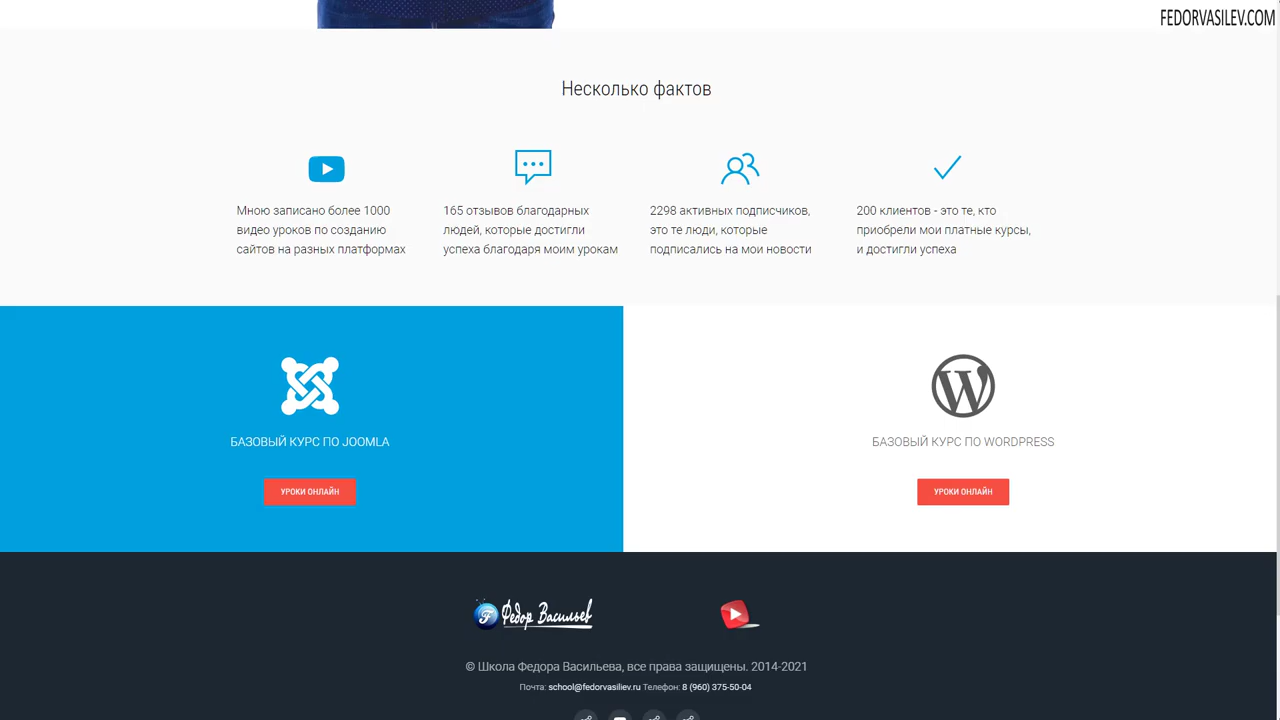 FEDORVASILEV.COM
Несколько фактов
Мною записано более 1000
видео уроков по созданию
сайтов на разных платформах
165 отзывов благодарных
людей, которые достигли
успеха благодаря моим урокам
2298 активных подписчиков,
это те люди, которые
подписались на мои новости
200 клиентов - это те, кто
приобрели мои платные курсы,
и достигли успеха
БАЗОВЫЙ КУРС ПО JOOMLA
УРОКИ ОНЛАЙН
БАЗОВЫЙ КУРС ПО WORDPRESS
УРОКИ ОНЛАЙН
Федор Васильев
© Школа Федора Васильева, все права защищены. 2014-2021
Почта: school@fedorvasiliev.ru Телефон: 8 (960) 375-50-04